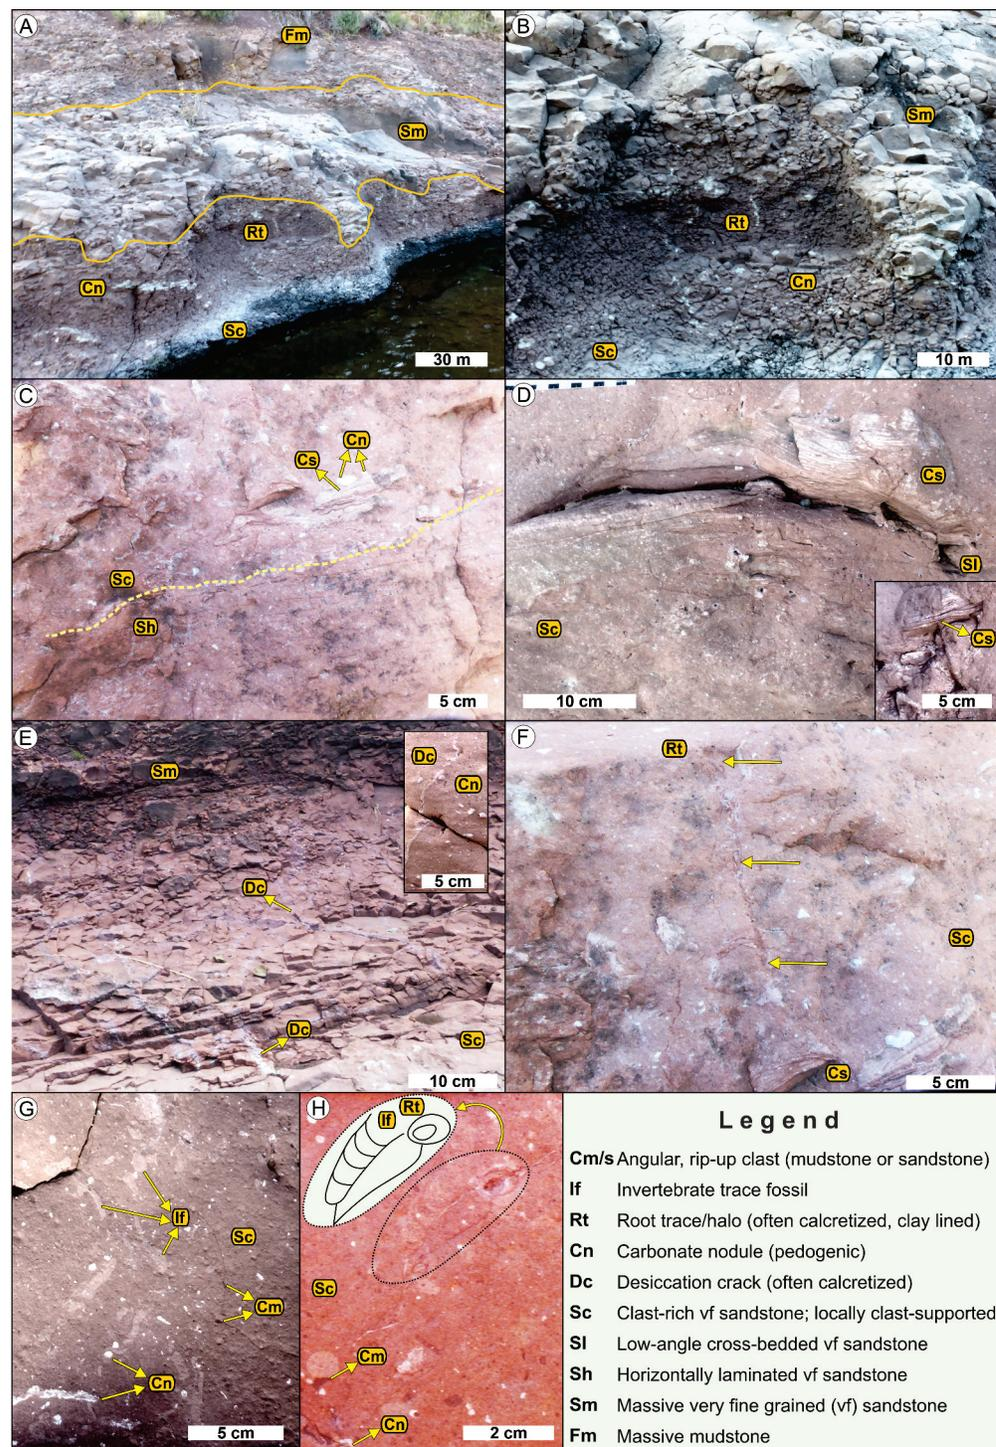 A
Fm
Sm
Rt
Cn
Sc
30 m
B
Sm
Rt
Cn
Sc
10 m
C
Cn
Cs
Sc
Sh
5 cm
D
Cs
Sl
Sc
Cs
10 cm
5 cm
E
Dc
Sm
Cn
5 cm
Dc
Dc
Sc
10 cm
F
Rt
Sc
Cs
5 cm
G
If
Sc
Cm
Cn
5 cm
H
Rt
If
Sc
Cm
Cn
2 cm
Legend
Cm/s Angular, rip-up clast (mudstone or sandstone)
If Invertebrate trace fossil
Rt Root trace/halo (often calcretized, clay lined)
Cn Carbonate nodule (pedogenic)
Dc Desiccation crack (often calcretized)
Sc Clast-rich vf sandstone; locally clast-supported
Sl Low-angle cross-bedded vf sandstone
Sh Horizontally laminated vf sandstone
Sm Massive very fine grained (vf) sandstone
Fm Massive mudstone